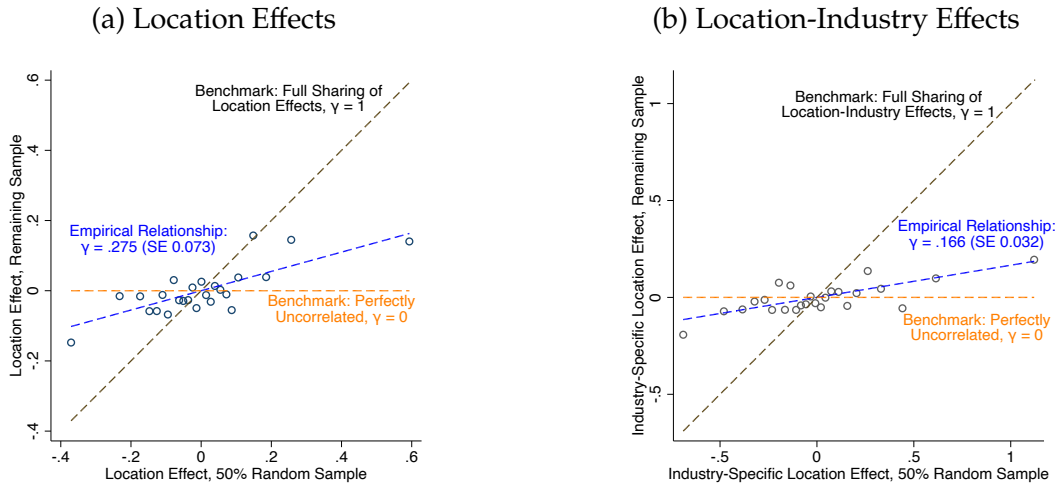 (a) Location Effects
Location Effect, Remaining Sample
.6
.4
.2
0
-.2
-.4
Benchmark: Full Sharing of
Location Effects, γ = 1
Empirical Relationship:
γ = .275 (SE 0.073)
Benchmark: Perfectly
Uncorrelated, γ = 0
-.4 -.2 0 .2 .4 .6
Location Effect, 50% Random Sample
(b) Location-Industry Effects
Industry-Specific Location Effect, Remaining Sample
1
.5
0
-.5
Benchmark: Full Sharing of
Location-Industry Effects, γ = 1
Empirical Relationship:
γ = .166 (SE 0.032)
Benchmark: Perfectly
Uncorrelated, γ = 0
-.5 0 .5 1
Industry-Specific Location Effect, 50% Random Sample